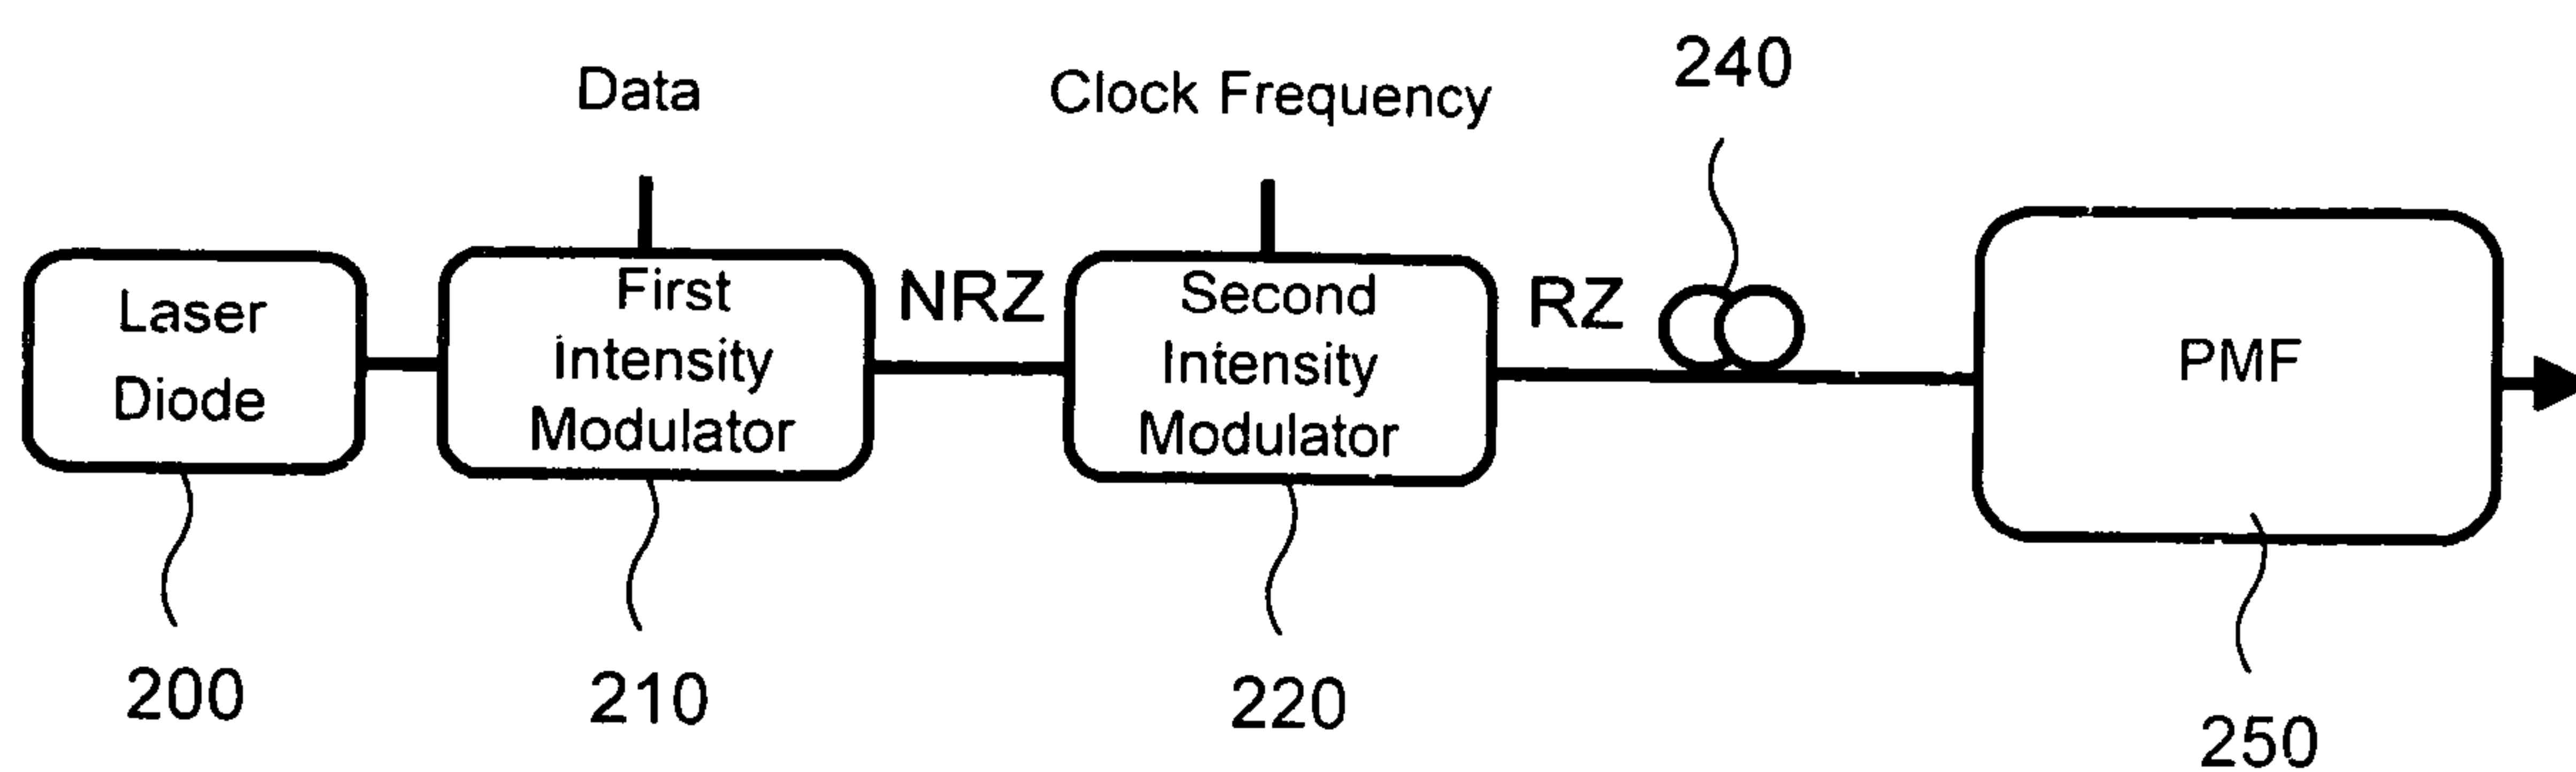 Data
Clock Frequency
240
Laser
Diode
First
Intensity
Modulator
NRZ
Second
Intensity
Modulator
RZ
PMF
200
210
220
250